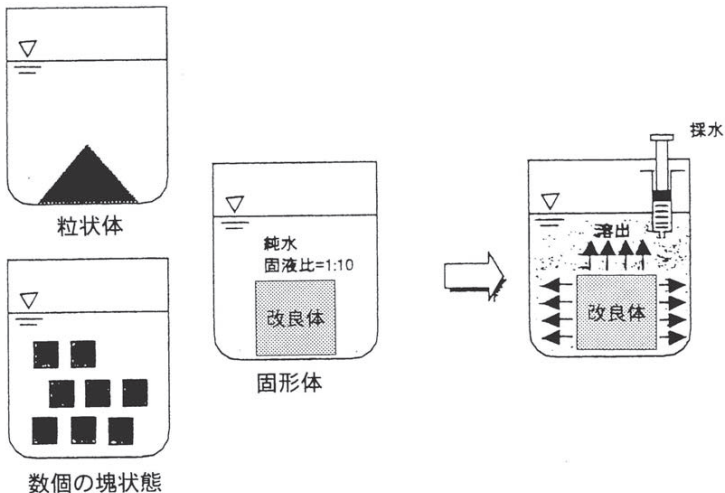 粒状体
数個の塊状態
純水
固液比=1:10
改良体
固形体
採水
溶出
改良体